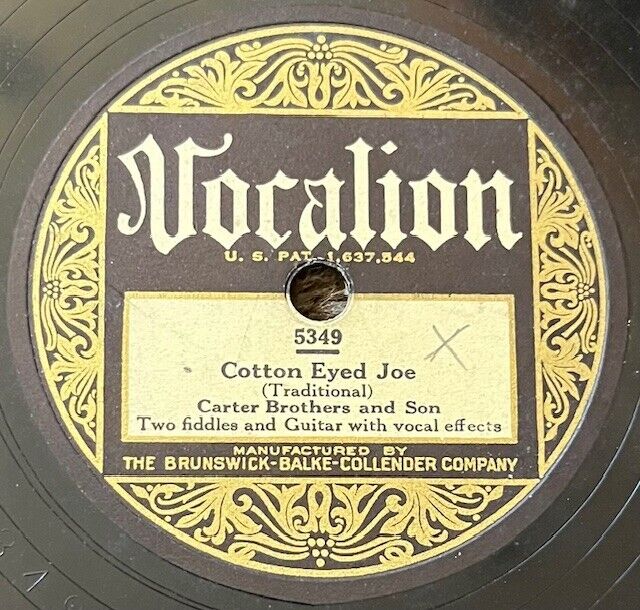 Vocalion
U. S. PAT. 1,637,544
5349
X
Cotton Eyed Joe
(Traditional)
Carter Brothers and Son
Two fiddles and Guitar with vocal effects
MANUFACTURED BY
THE BRUNSWICK-BALKE-COLLENDER COMPANY